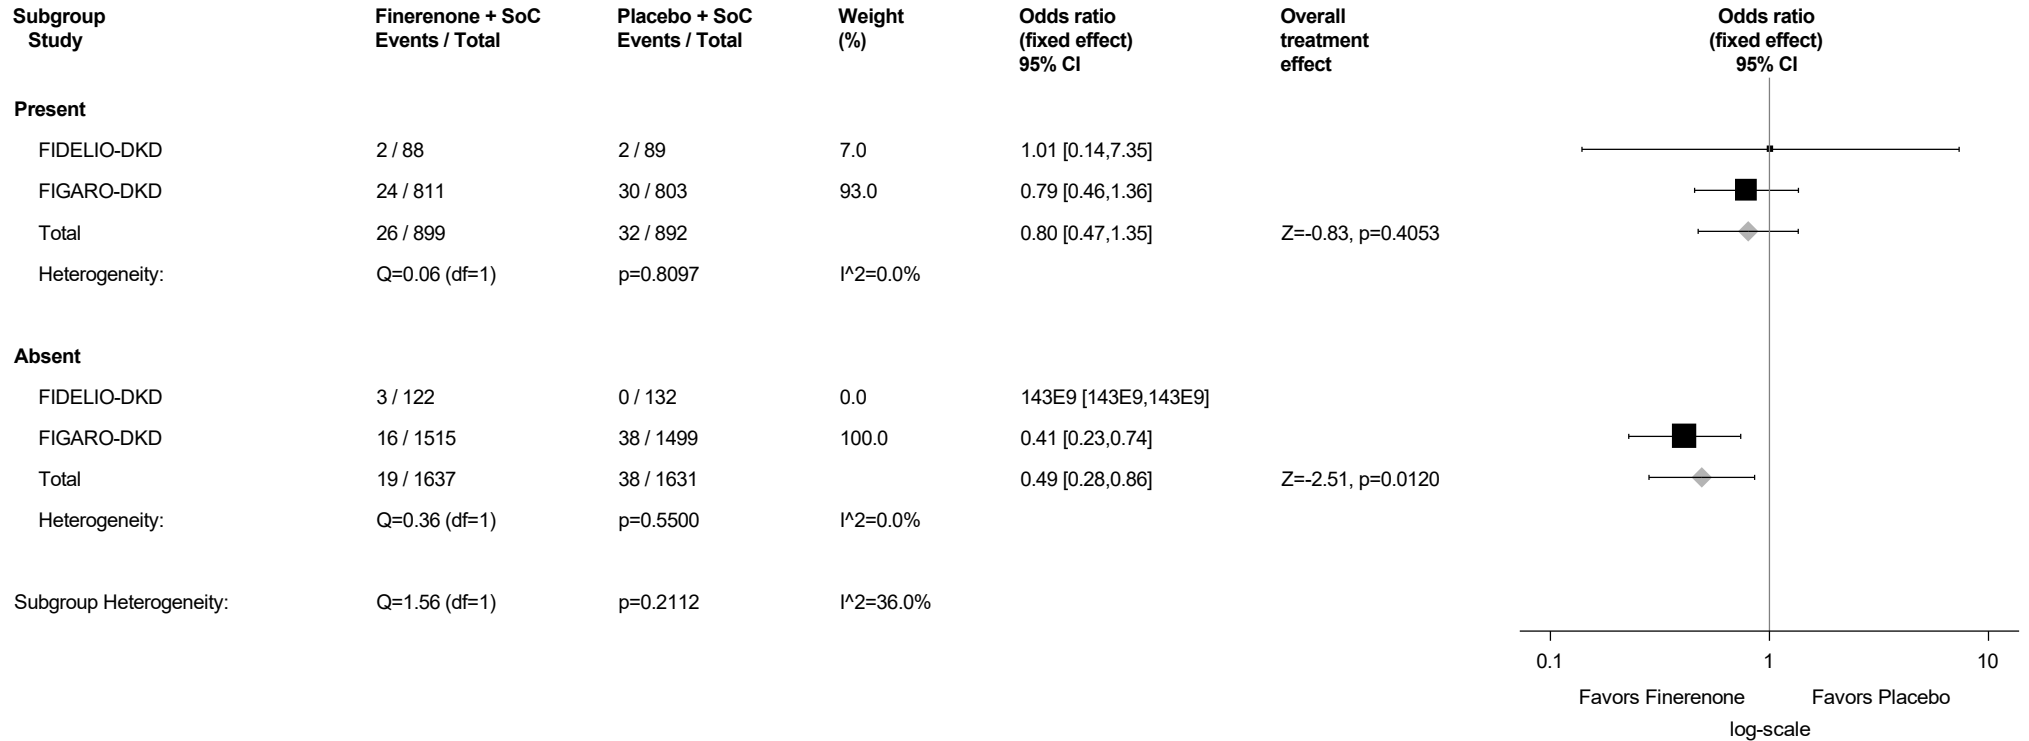 Subgroup Finerenone + SoC Placebo + SoC Weight Odds ratio Overall Odds ratio
Study Events / Total Events / Total (%) (fixed effect) treatment (fixed effect)
95% CI effect 95% CI
Present
FIDELIO-DKD 2 / 88 2 / 89 7.0 1.01 [0.14,7.35]
FIGARO-DKD 24 / 811 30 / 803 93.0 0.79 [0.46,1.36]
Total 26 / 899 32 / 892 0.80 [0.47,1.35] Z=-0.83, p=0.4053
Heterogeneity: Q=0.06 (df=1) p=0.8097 I^2=0.0%
Absent
FIDELIO-DKD 3 / 122 0 / 132 0.0 143E9 [143E9,143E9]
FIGARO-DKD 16 / 1515 38 / 1499 100.0 0.41 [0.23,0.74]
Total 19 / 1637 38 / 1631 0.49 [0.28,0.86] Z=-2.51, p=0.0120
Heterogeneity: Q=0.36 (df=1) p=0.5500 I^2=0.0%
Subgroup Heterogeneity: Q=1.56 (df=1) p=0.2112 I^2=36.0%
0.1 1 10
Favors Finerenone Favors Placebo
log-scale